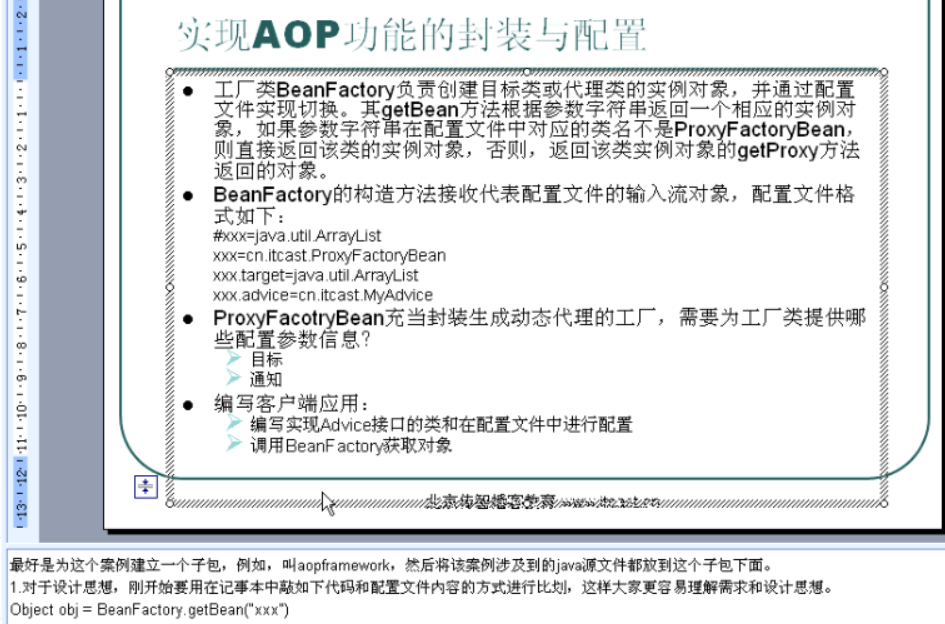 实现AOP功能的封装与配置
● 工厂类BeanFactory负责创建目标类或代理类的实例对象，并通过配置
文件实现切换。其getBean方法根据参数字符串返回一个相应的实例对
象，如果参数字符串在配置文件中对应的类名不是ProxyFactoryBean，
则直接返回该类的实例对象，否则，返回该类实例对象的getProxy方法
返回的对象。
● BeanFactory的构造方法接收代表配置文件的输入流对象，配置文件格
式如下：
#xxx=java.util.ArrayList
xxx=cn.itcast.ProxyFactoryBean
xxx.target=java.util.ArrayList
xxx.advice=cn.itcast.MyAdvice
● ProxyFacotryBean充当封装生成动态代理的工厂，需要为工厂类提供哪
些配置参数信息？
目标
通知
● 编写客户端应用：
编写实现Advice接口的类和在配置文件中进行配置
调用BeanFactory获取对象
北京传智播客教育 www.itcast.cn
最好是为这个案例建立一个子包，例如，叫aopframework，然后将该案例涉及到的java源文件都放到这个子包下面。
1.对于设计思想，刚开始要用在记事本中敲如下代码和配置文件内容的方式进行比划，这样大家更容易理解需求和设计思想。
Object obj = BeanFactory.getBean("xxx")